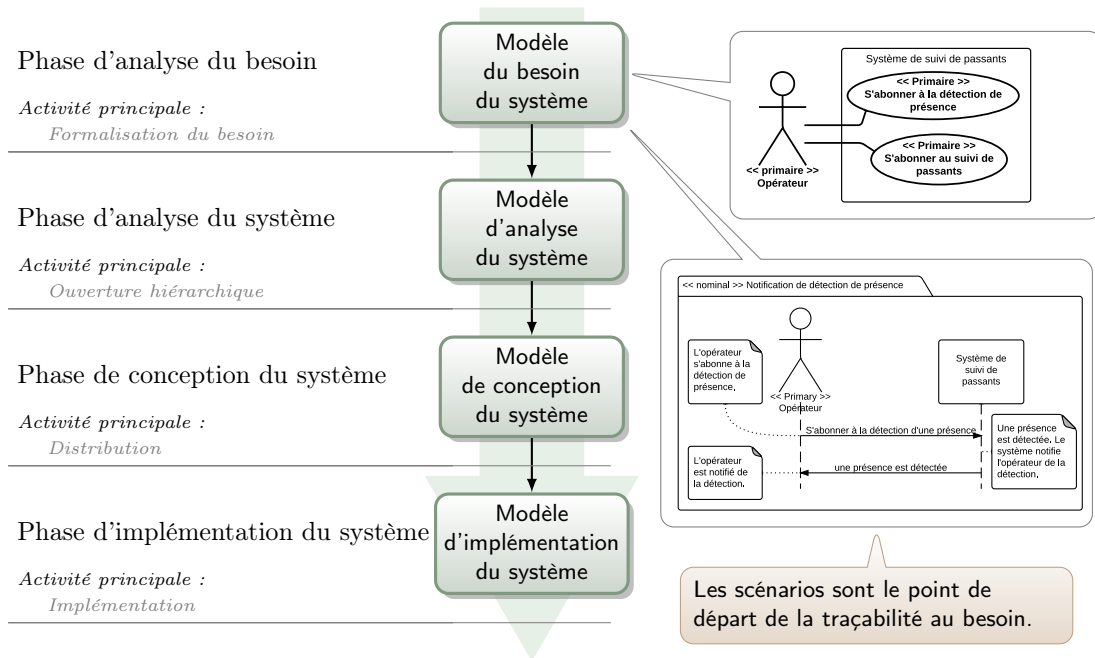 Phase d'analyse du besoin
Activité principale :
Formalisation du besoin
Phase d'analyse du système
Activité principale :
Ouverture hiérarchique
Phase de conception du système
Activité principale :
Distribution
Phase d'implémentation du système
Activité principale :
Implémentation
Modèle
du besoin
du système
Modèle
d'analyse
du système
Modèle
de conception
du système
Modèle
d'implémentation
du système
Système de suivi de passants
<< Primaire >>
S'abonner à la détection de
présence
<< Primaire >>
S'abonner au suivi de
passants
<< primaire >>
Opérateur
<< nominal >> Notification de détection de présence
L'opérateur
s'abonne à la
détection de
présence.
<< Primary >>
Opérateur
Système de
suivi de
passants
S'abonner à la détection d'une présence
Une présence
est détectée. Le
système notifie
l'opérateur de la
détection.
L'opérateur
est notifié de
la détection.
une présence est détectée
Les scénarios sont le point de
départ de la traçabilité au besoin.